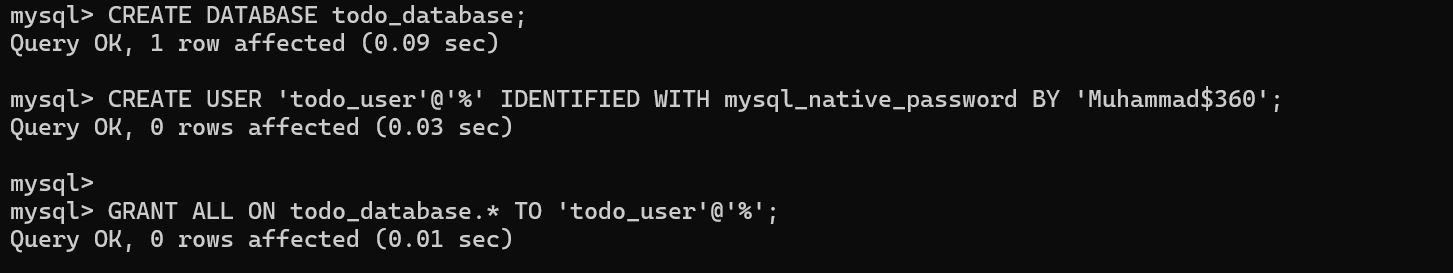 mysql> CREATE DATABASE todo_database;
Query OK, 1 row affected (0.09 sec)
mysql> CREATE USER 'todo_user'@'%' IDENTIFIED WITH mysql_native_password BY 'Muhammad$360';
Query OK, 0 rows affected (0.03 sec)
mysql>
mysql> GRANT ALL ON todo_database.* TO 'todo_user'@'%';
Query OK, 0 rows affected (0.01 sec)